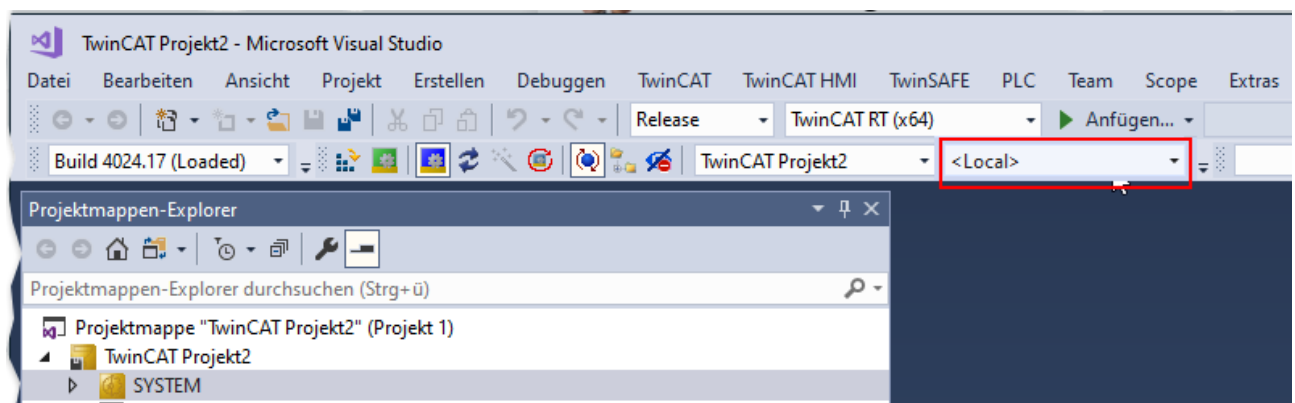 TwinCAT Projekt2 - Microsoft Visual Studio
Datei Bearbeiten Ansicht Projekt Erstellen Debuggen TwinCAT TwinCAT HMI TwinSAFE PLC Team Scope Extras
Release TwinCAT RT (x64) Anfügen...
Build 4024.17 (Loaded) TwinCAT Projekt2 <Local>
Projektmappen-Explorer
Projektmappen-Explorer durchsuchen (Strg+ü)
Projektmappe "TwinCAT Projekt2" (Projekt 1)
TwinCAT Projekt2
SYSTEM